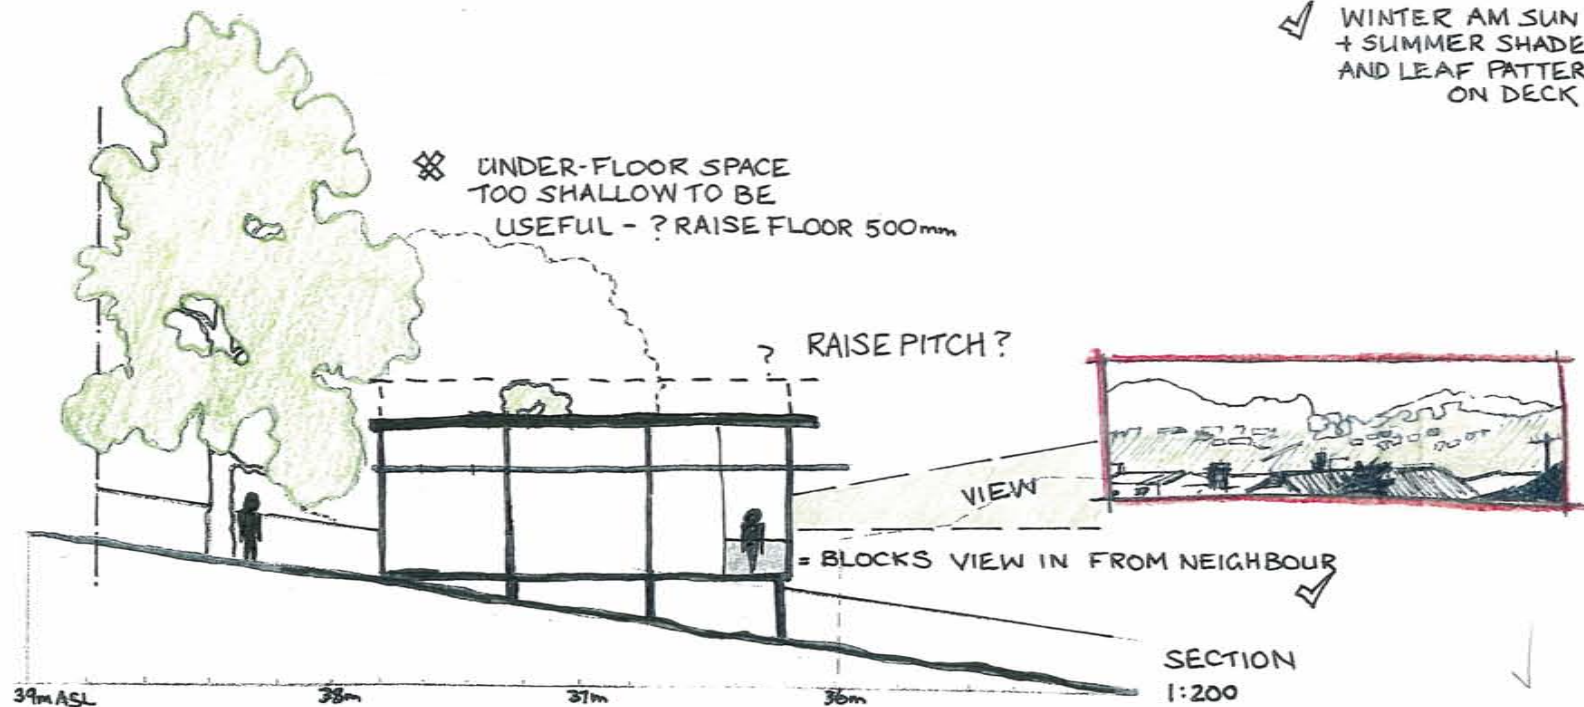 WINTER AM SUN
+ SUMMER SHADE
AND LEAF PATTER
ON DECK
UNDER-FLOOR SPACE
TOO SHALLOW TO BE
USEFUL - ? RAISE FLOOR 500mm
? RAISE PITCH ?
VIEW
= BLOCKS VIEW IN FROM NEIGHBOUR
SECTION
1:200
39m ASL 38m 37m 36m